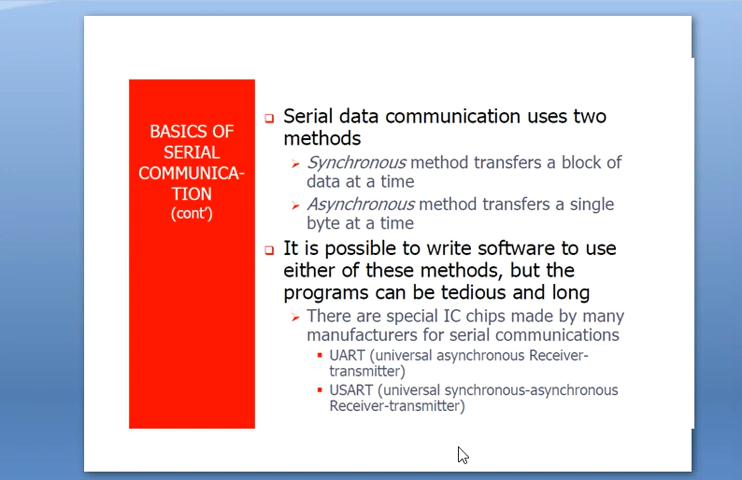 BASICS OF
SERIAL
COMMUNICA-
TION
(cont')
Serial data communication uses two
methods
Synchronous method transfers a block of
data at a time
Asynchronous method transfers a single
byte at a time
It is possible to write software to use
either of these methods, but the
programs can be tedious and long
There are special IC chips made by many
manufacturers for serial communications
UART (universal asynchronous Receiver-
transmitter)
USART (universal synchronous-asynchronous
Receiver-transmitter)